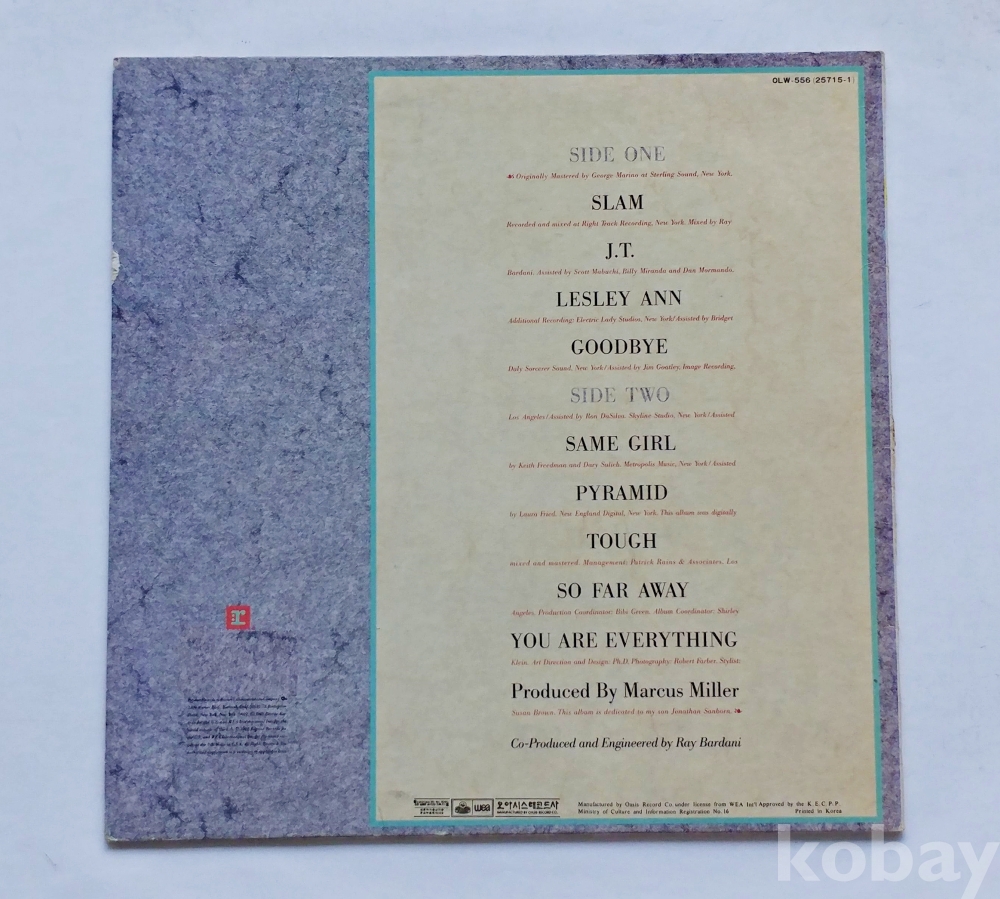 OLW-556 (25715-1)
SIDE ONE
Originally Mastered by George Marino at Sterling Sound, New York.
SLAM
Recorded and mixed at Right Track Recording, New York. Mixed by Ray
J.T.
Bardani. Assisted by Scott Mabuchi, Billy Miranda and Dan Mormando.
LESLEY ANN
Additional Recording: Electric Lady Studios, New York/Assisted by Bridget
GOODBYE
Daly Sorcerer Sound, New York/Assisted by Jim Goatley, Image Recording,
SIDE TWO
Los Angeles/Assisted by Ron DaSilva. Skyline Studio, New York/Assisted
SAME GIRL
by Keith Freedman and Dary Sulich. Metropolis Music, New York/Assisted
PYRAMID
by Laura Fried. New England Digital, New York. This album was digitally
TOUGH
mixed and mastered. Management: Patrick Rains & Associates, Los
SO FAR AWAY
Angeles. Production Coordinator: Bibi Green. Album Coordinator: Shirley
YOU ARE EVERYTHING
Klein. Art Direction and Design: Ph.D. Photography: Robert Farber. Stylist:
Produced By Marcus Miller
Susan Brown. This album is dedicated to my son Jonathan Sanborn.
Co-Produced and Engineered by Ray Bardani
r
wea
오아시스레코드사
MANUFACTURED BY OASIS RECORD CO.
Manufactured by Oasis Record Co under license from WEA Int'l Approved by the K.E.C.P.P.
Ministry of Culture and Information Registration No.16 Printed in Korea
kobay